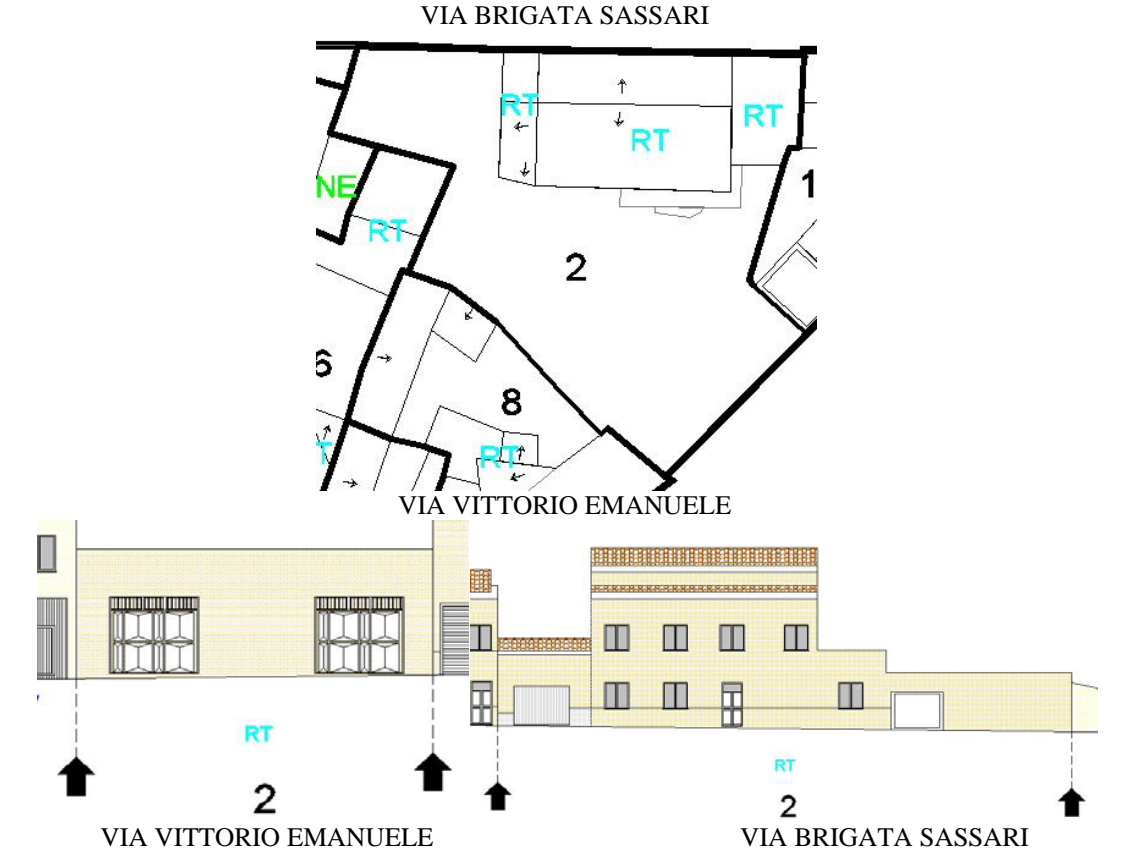 VIA BRIGATA SASSARI
RT
RT
RT
NE
1
RT
2
6
8
RT
VIA VITTORIO EMANUELE
RT
RT
2
2
VIA VITTORIO EMANUELE
VIA BRIGATA SASSARI